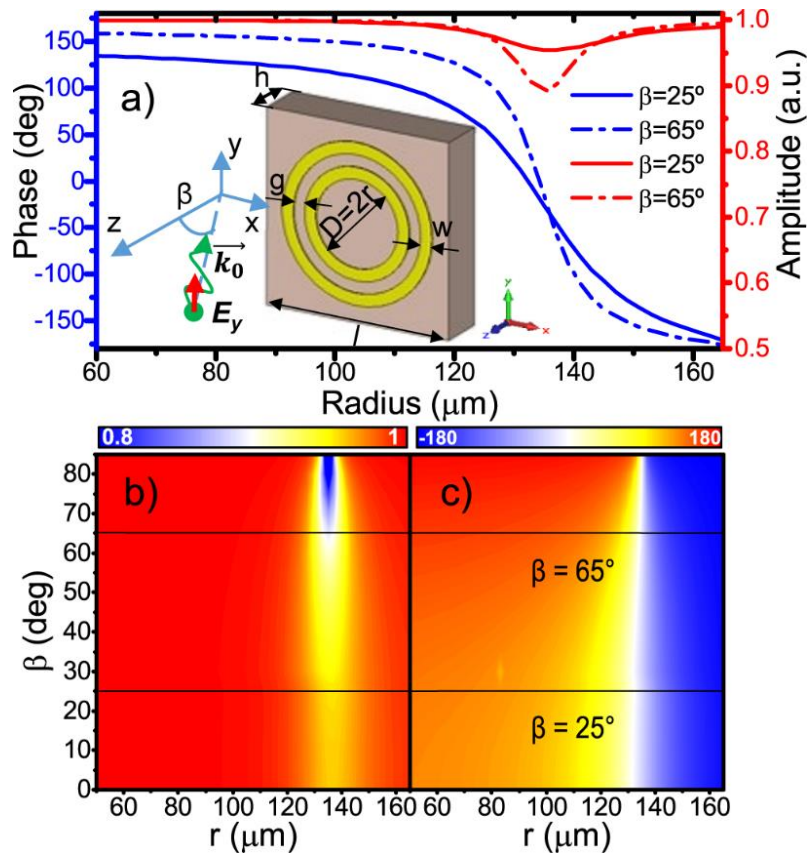 150
100
50
0
-50
-100
-150
Phase (deg)
a)
h
g
D=2r
w
l
y
x
z
β
k₀
E_y
y
x
z
β=25º
β=65º
β=25º
β=65º
1.0
0.9
0.8
0.7
0.6
0.5
Amplitude (a.u.)
60 80 100 120 140 160
Radius (μm)
0.8 1 -180 180
b) c)
80
70
60
50
40
30
20
10
0
β (deg)
β = 65°
β = 25°
60 80 100 120 140 160 60 80 100 120 140 160
r (μm) r (μm)